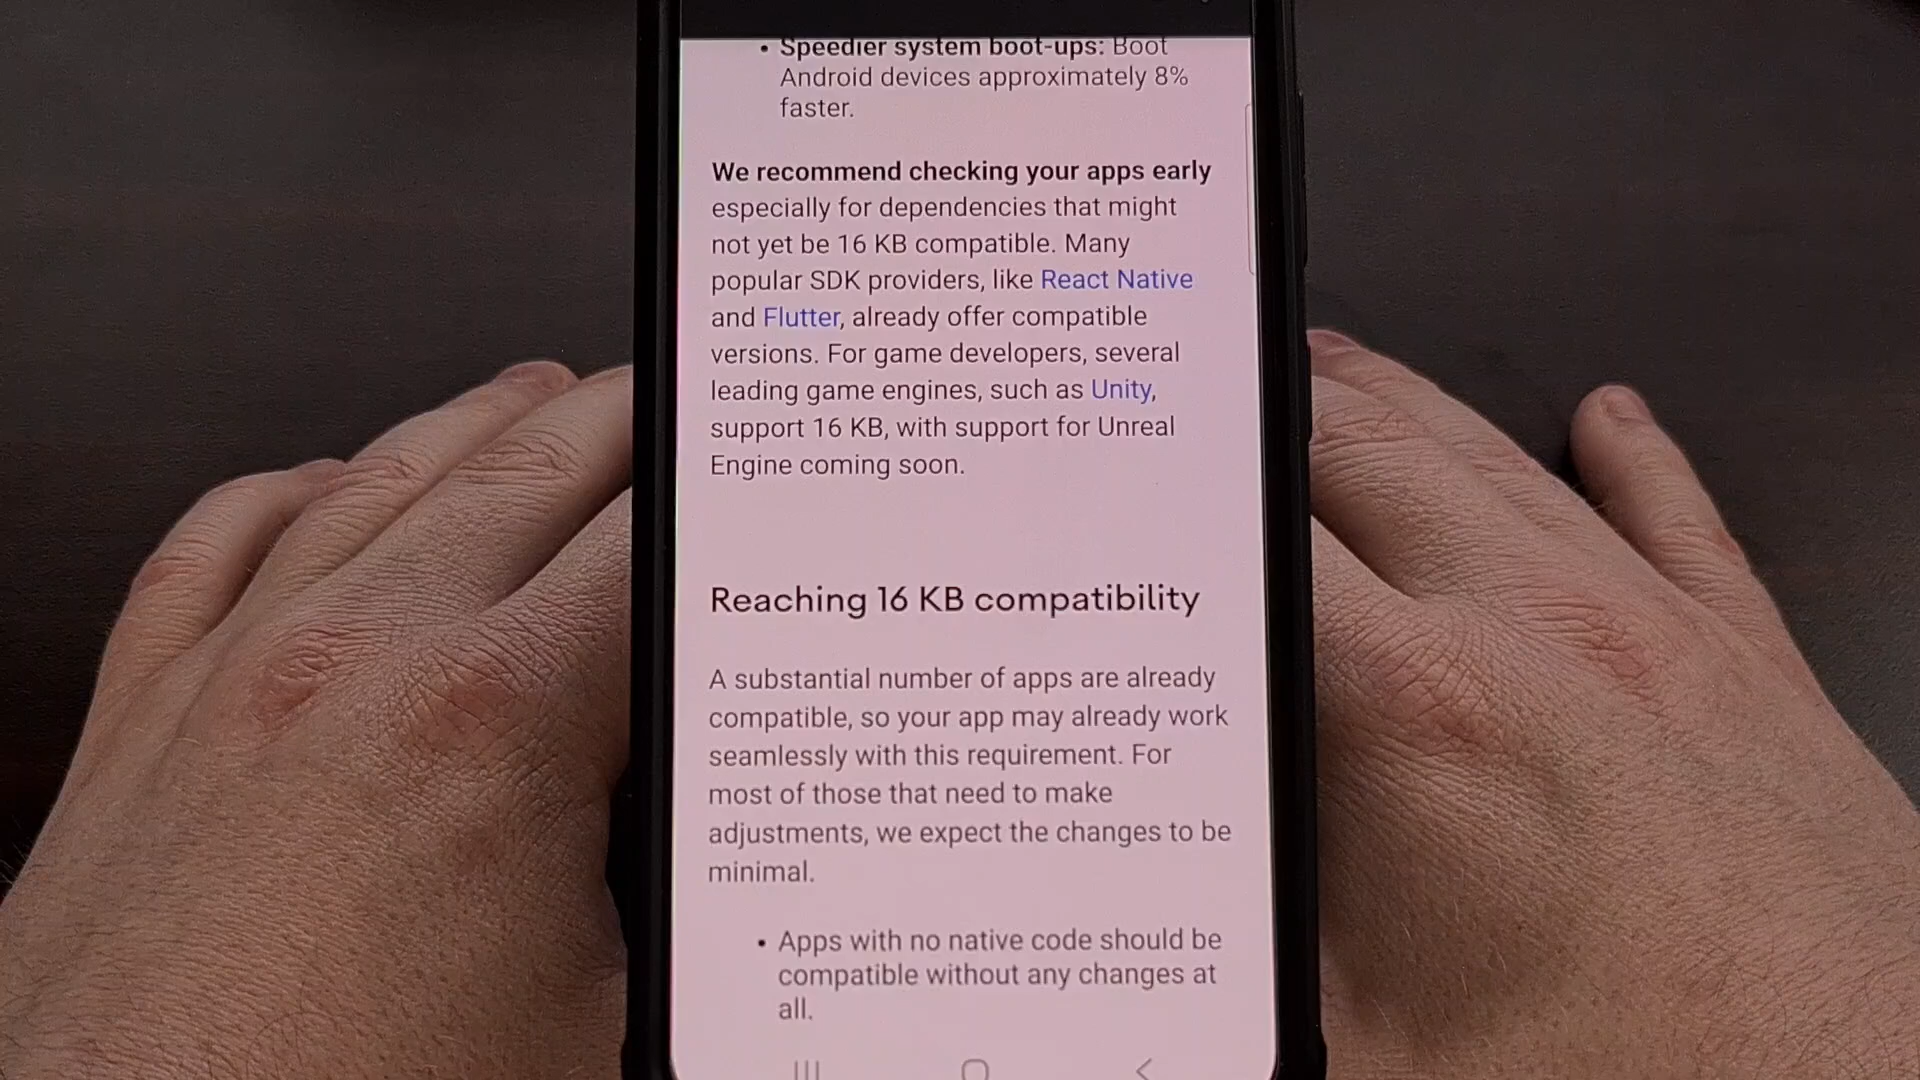 • Speedier system boot-ups: Boot
Android devices approximately 8%
faster.
We recommend checking your apps early
especially for dependencies that might
not yet be 16 KB compatible. Many
popular SDK providers, like React Native
and Flutter, already offer compatible
versions. For game developers, several
leading game engines, such as Unity,
support 16 KB, with support for Unreal
Engine coming soon.
Reaching 16 KB compatibility
A substantial number of apps are already
compatible, so your app may already work
seamlessly with this requirement. For
most of those that need to make
adjustments, we expect the changes to be
minimal.
• Apps with no native code should be
compatible without any changes at
all.